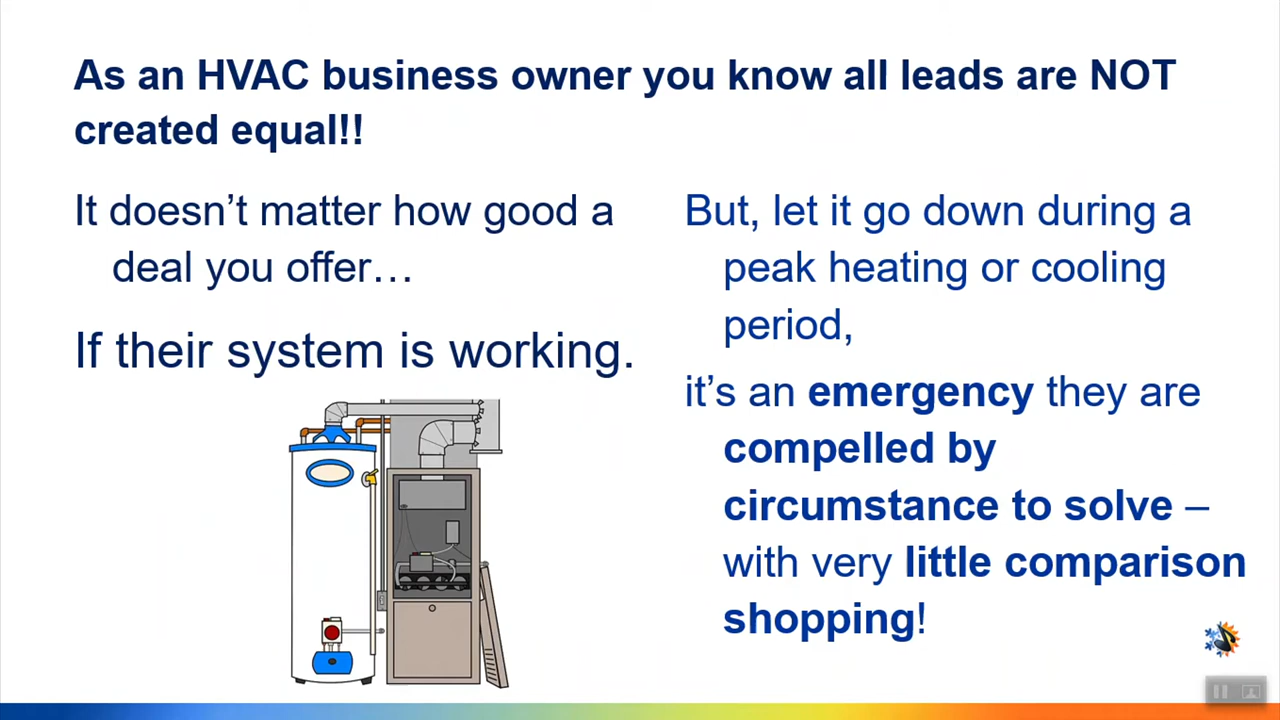 As an HVAC business owner you know all leads are NOT
created equal!!
It doesn’t matter how good a
deal you offer…
If their system is working.
But, let it go down during a
peak heating or cooling
period,
it’s an emergency they are
compelled by
circumstance to solve –
with very little comparison
shopping!